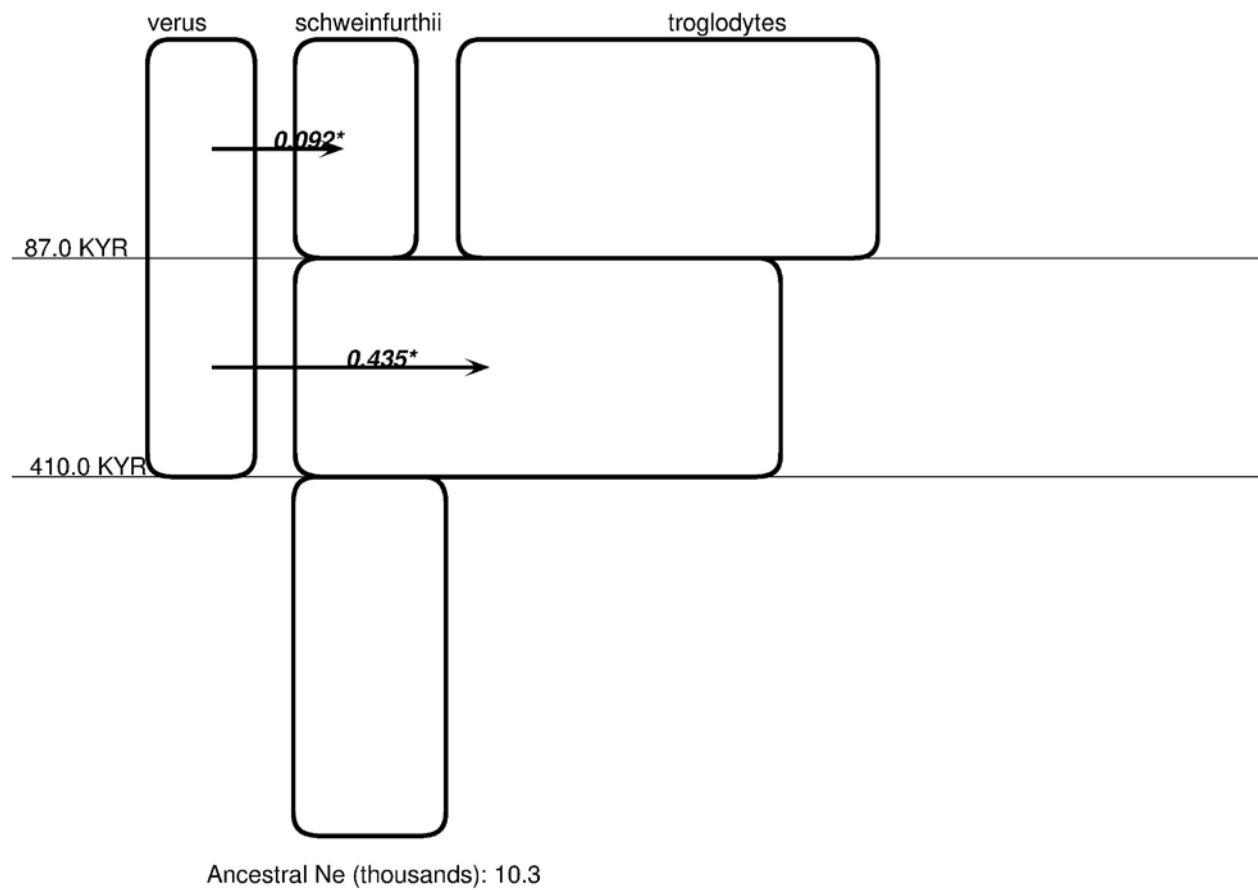 verus schweinfurthii troglodytes
0.092*
87.0 KYR
0.435*
410.0 KYR
Ancestral Ne (thousands): 10.3